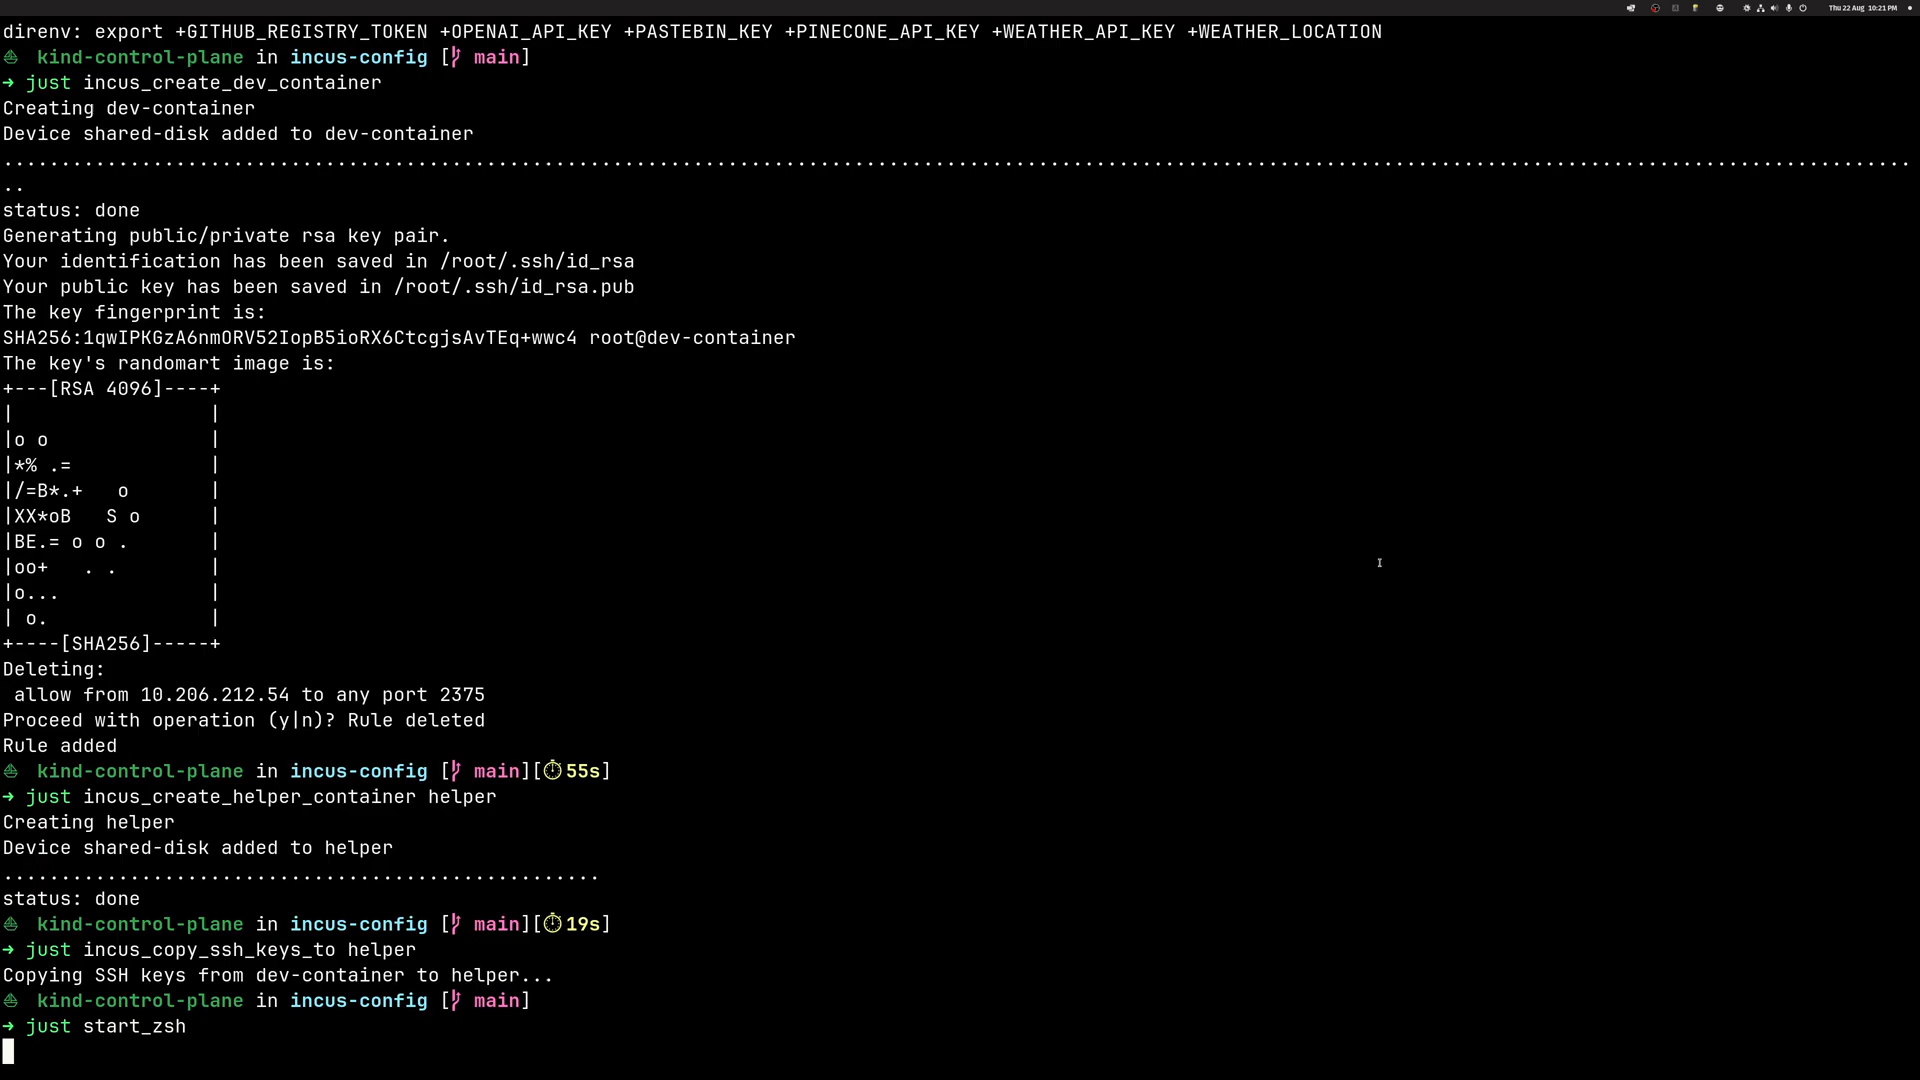 Thu 22 Aug 10:21 PM
direnv: export +GITHUB_REGISTRY_TOKEN +OPENAI_API_KEY +PASTEBIN_KEY +PINECONE_API_KEY +WEATHER_API_KEY +WEATHER_LOCATION
kind-control-plane in incus-config [ main]
➜ just incus_create_dev_container
Creating dev-container
Device shared-disk added to dev-container
......................................................................................................................................................................
..
status: done
Generating public/private rsa key pair.
Your identification has been saved in /root/.ssh/id_rsa
Your public key has been saved in /root/.ssh/id_rsa.pub
The key fingerprint is:
SHA256:1qwIPKGzA6nmORV52IopB5ioRX6CtcgjsAvTEq+wwc4 root@dev-container
The key's randomart image is:
+---[RSA 4096]----+
|                 |
|o o              |
|*% .=            |
|/=B*.+   o       |
|XX*oB   S o      |
|BE.= o o .       |
|oo+   . .        |
|o...             |
| o.              |
+----[SHA256]-----+
Deleting:
 allow from 10.206.212.54 to any port 2375
Proceed with operation (y|n)? Rule deleted
Rule added
kind-control-plane in incus-config [ main][⏱55s]
➜ just incus_create_helper_container helper
Creating helper
Device shared-disk added to helper
....................................................
status: done
kind-control-plane in incus-config [ main][⏱19s]
➜ just incus_copy_ssh_keys_to helper
Copying SSH keys from dev-container to helper...
kind-control-plane in incus-config [ main]
➜ just start_zsh